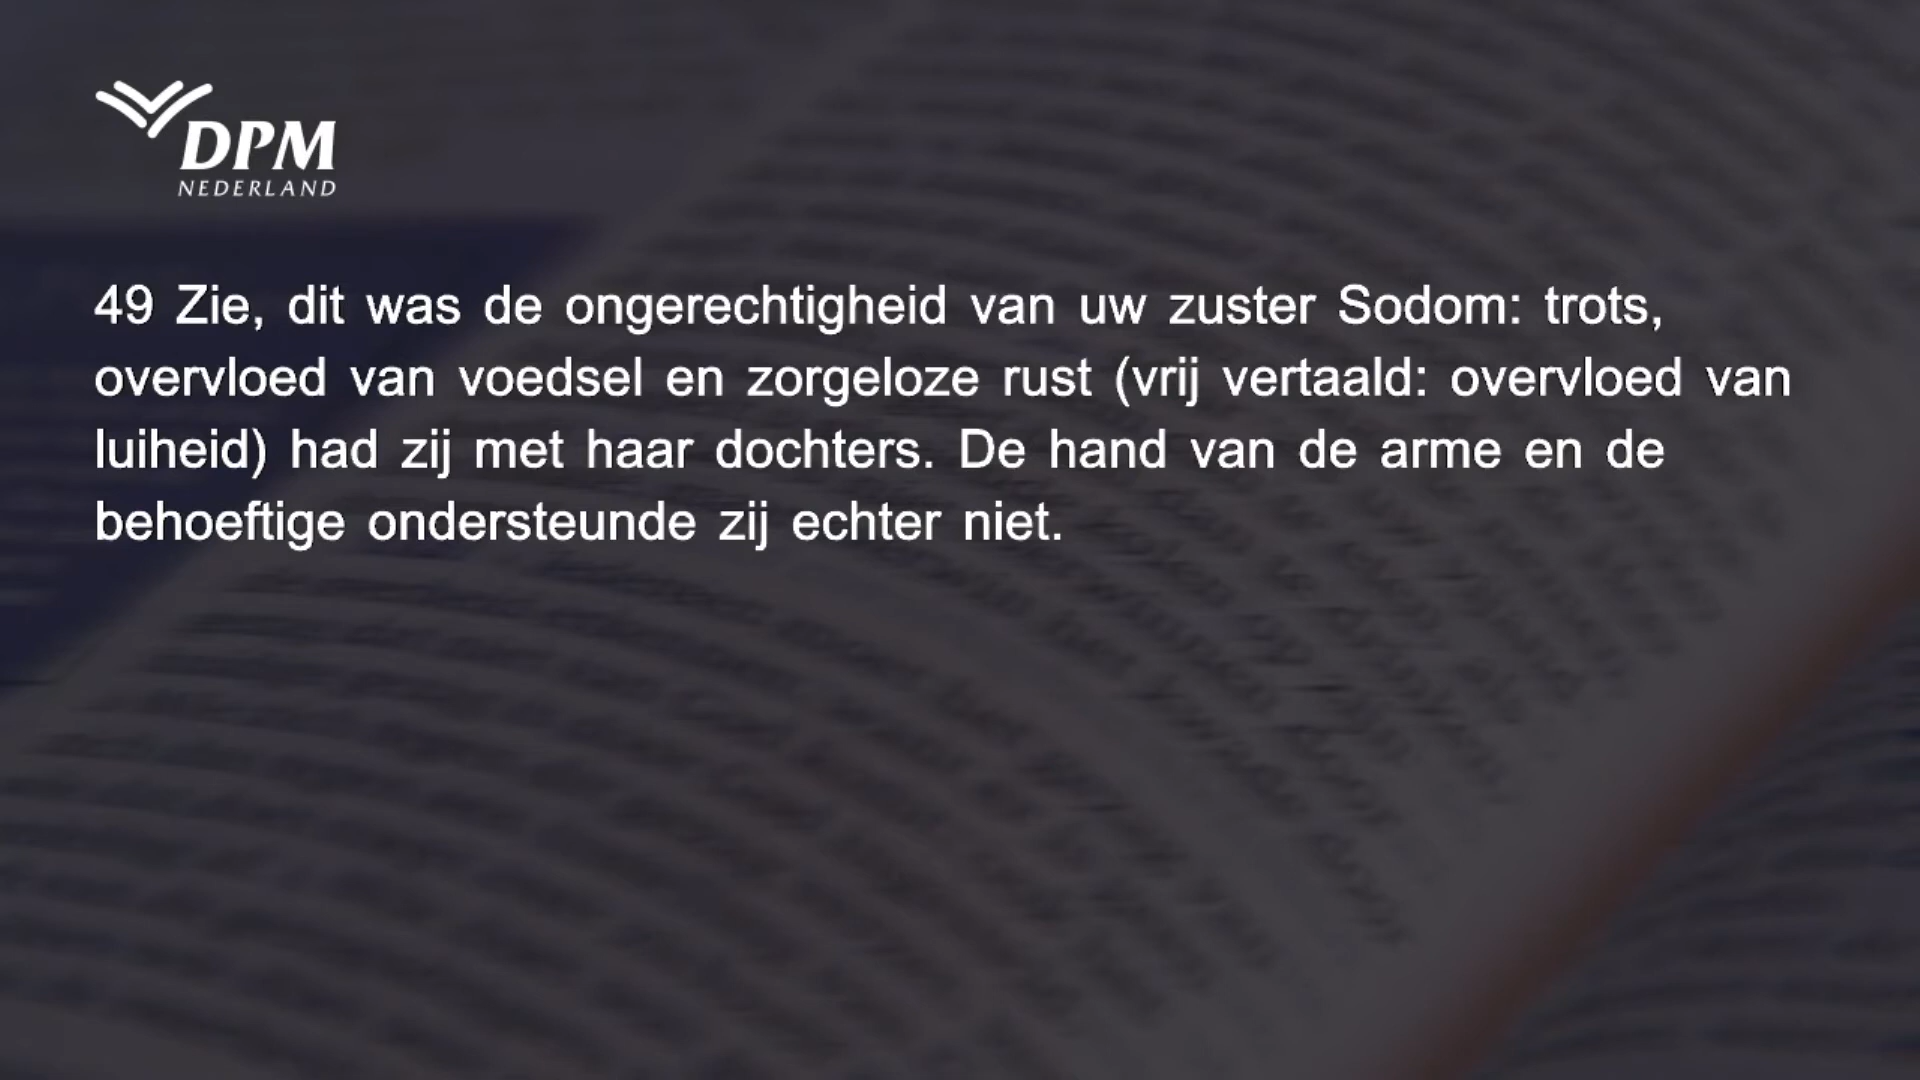 DPM
NEDERLAND
49 Zie, dit was de ongerechtigheid van uw zuster Sodom: trots,
overvloed van voedsel en zorgeloze rust (vrij vertaald: overvloed van
luiheid) had zij met haar dochters. De hand van de arme en de
behoeftige ondersteunde zij echter niet.